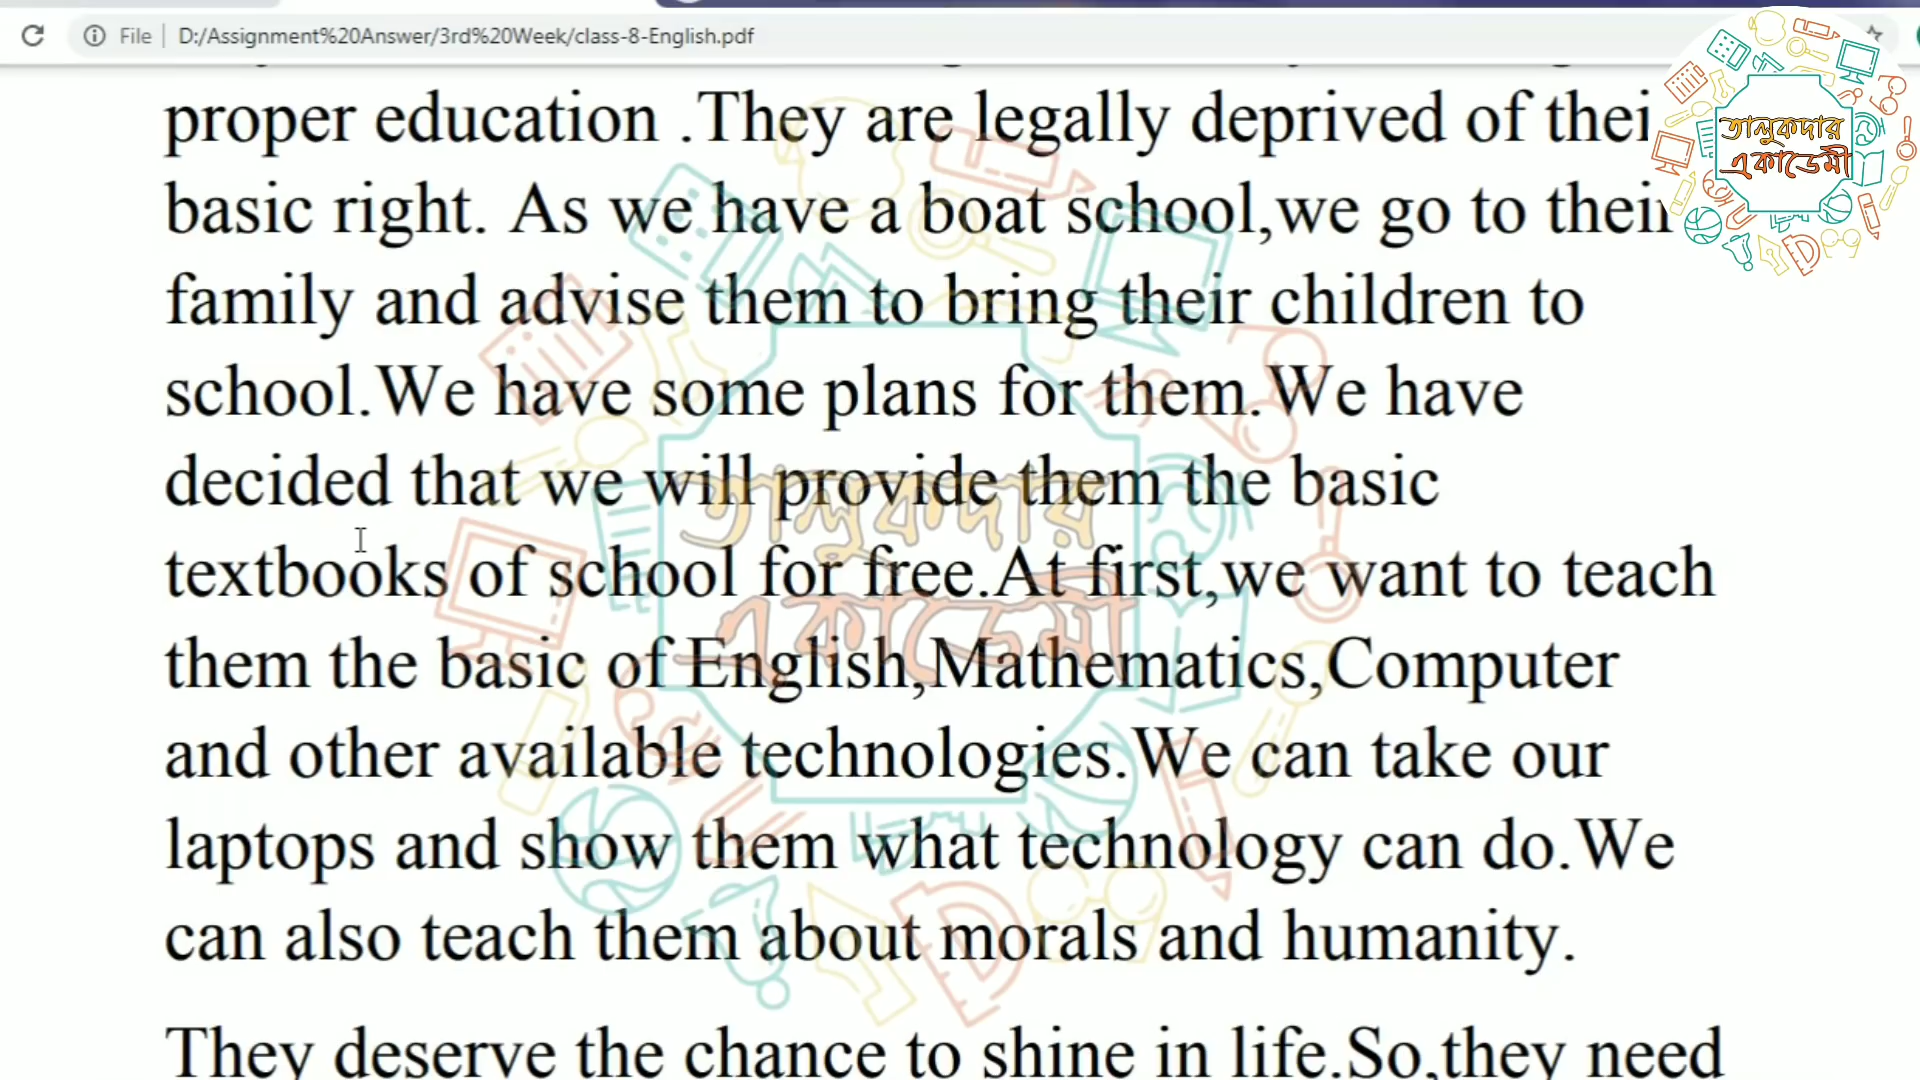 File D:/Assignment%20Answer/3rd%20Week/class-8-English.pdf
তালুকদার
একাডেমী
proper education .They are legally deprived of thei
basic right. As we have a boat school,we go to their
family and advise them to bring their children to
school.We have some plans for them.We have
decided that we will provide them the basic
textbooks of school for free.At first,we want to teach
them the basic of English,Mathematics,Computer
and other available technologies.We can take our
laptops and show them what technology can do.We
can also teach them about morals and humanity.
They deserve the chance to shine in life.So,they need
তালুকদার
একাডেমী